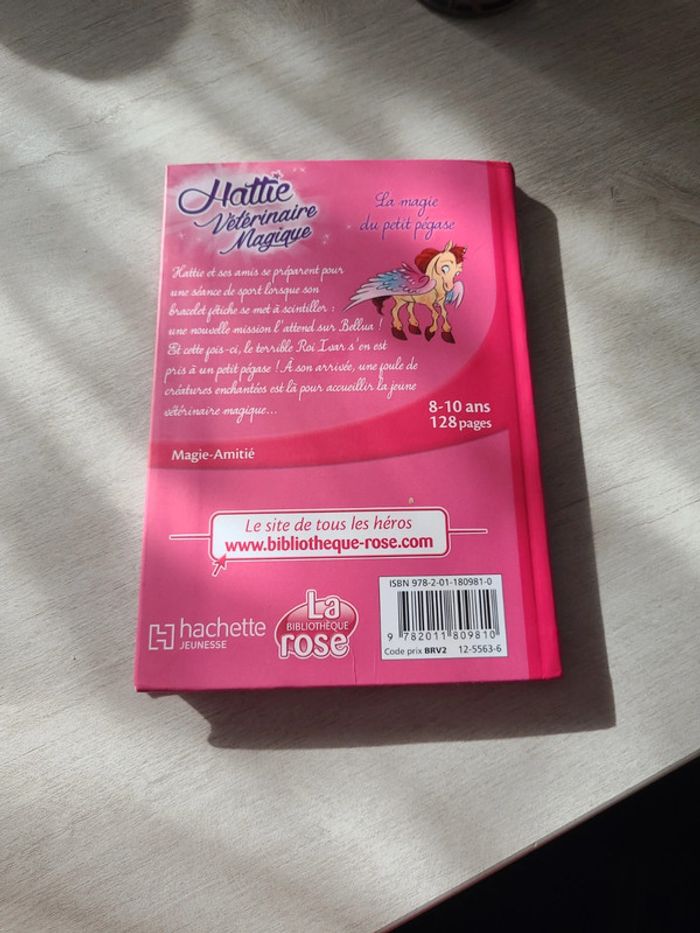 Hattie
Vétérinaire
Magique
La magie
du petit pégase
Hattie et ses amis se préparent pour
une séance de sport lorsque son
bracelet fétiche se met à scintiller :
une nouvelle mission l'attend sur Bellua !
Et cette fois-ci, le terrible Roi Ivar s'en est
pris à un petit pégase ! À son arrivée, une foule de
créatures enchantées est là pour accueillir la jeune
vétérinaire magique...
8-10 ans
128 pages
Magie-Amitié
Le site de tous les héros
www.bibliotheque-rose.com
ISBN 978-2-01-180981-0
9 782011 809810
Code prix BRV2 12-5563-6
hachette
JEUNESSE
La
BIBLIOTHÈQUE
rose